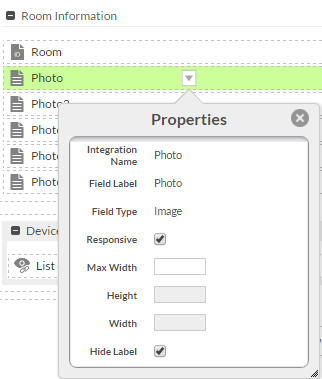 Room Information
Room
Photo
Photo2
Photo
Photo
Photo
Device
List
Properties
Integration Name
Photo
Field Label
Photo
Field Type
Image
Responsive
Max Width
Height
Width
Hide Label